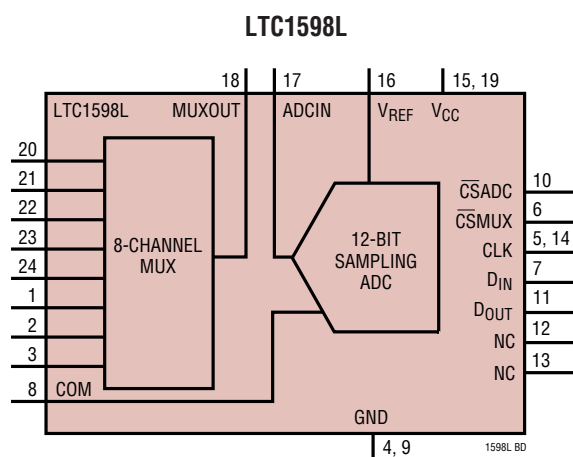 LTC1598L
18
17
16
15, 19
LTC1598L
MUXOUT
ADCIN
VREF
VCC
20
21
22
23
24
1
2
3
8
COM
8-CHANNEL
MUX
12-BIT
SAMPLING
ADC
C̅S̅ADC
10
C̅S̅MUX
6
CLK
5, 14
DIN
7
DOUT
11
NC
12
NC
13
GND
4, 9
1598L BD